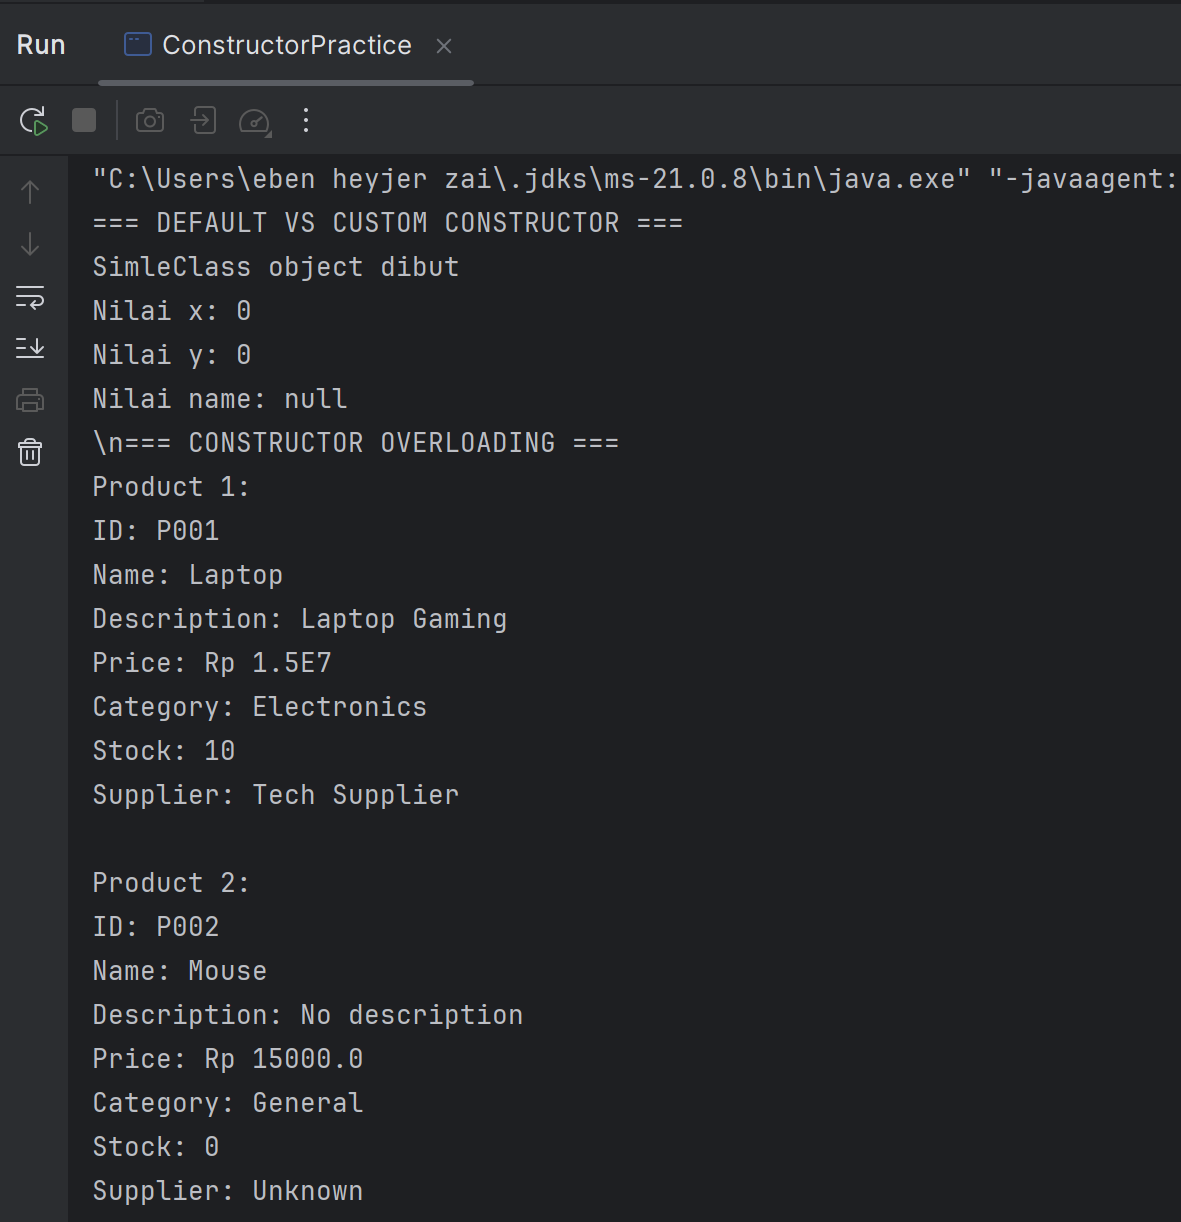 Run ConstructorPractice
"C:\Users\eben heyjer zai\.jdks\ms-21.0.8\bin\java.exe" "-javaagent:
=== DEFAULT VS CUSTOM CONSTRUCTOR ===
SimleClass object dibut
Nilai x: 0
Nilai y: 0
Nilai name: null
\n=== CONSTRUCTOR OVERLOADING ===
Product 1:
ID: P001
Name: Laptop
Description: Laptop Gaming
Price: Rp 1.5E7
Category: Electronics
Stock: 10
Supplier: Tech Supplier
Product 2:
ID: P002
Name: Mouse
Description: No description
Price: Rp 15000.0
Category: General
Stock: 0
Supplier: Unknown